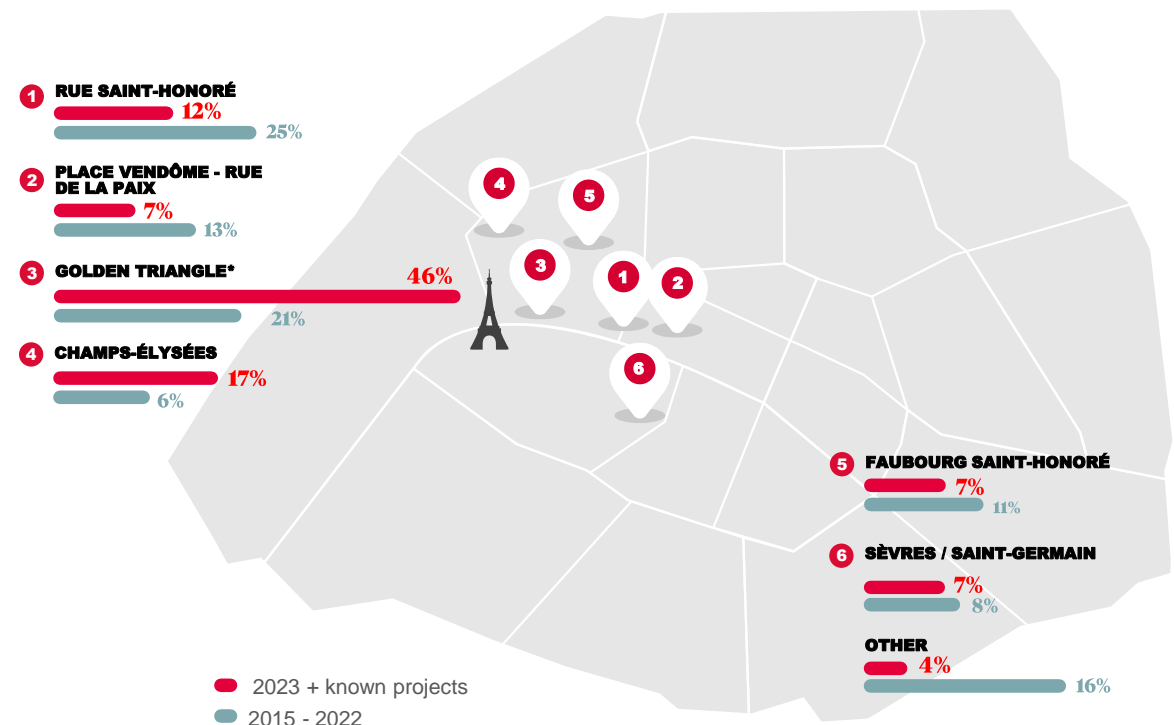 1
RUE SAINT-HONORÉ
12%
25%
2
PLACE VENDÔME - RUE
DE LA PAIX
7%
13%
3
GOLDEN TRIANGLE*
46%
21%
4
CHAMPS-ÉLYSÉES
17%
6%
4
5
3
1
2
6
5
FAUBOURG SAINT-HONORÉ
7%
11%
6
SÈVRES / SAINT-GERMAIN
7%
8%
OTHER
4%
16%
2023 + known projects
2015 - 2022